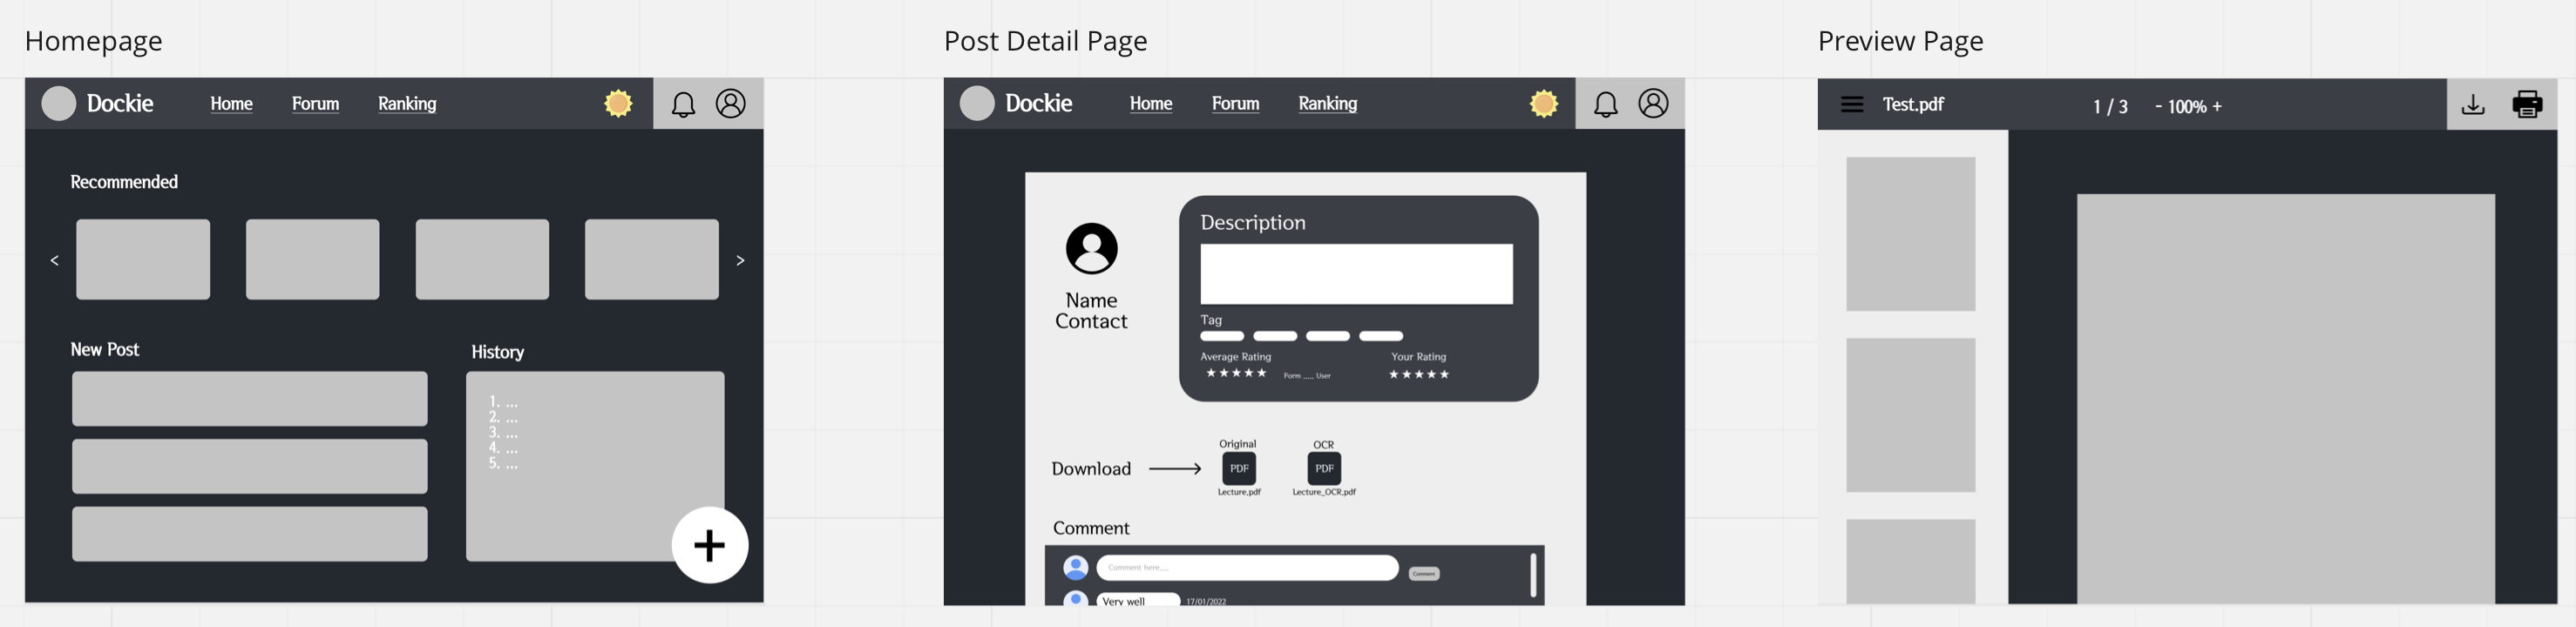 Homepage
Dockie
Home
Forum
Ranking
Recommended
<
>
New Post
History
1. ...
2. ...
3. ...
4. ...
5. ...
+
Post Detail Page
Dockie
Home
Forum
Ranking
Name
Contact
Description
Tag
Average Rating
Your Rating
Form ..... User
Download
Original
PDF
Lecture.pdf
OCR
PDF
Lecture_OCR.pdf
Comment
Comment here.....
Comment
Very well
17/01/2022
Preview Page
Test.pdf
1 / 3
- 100% +